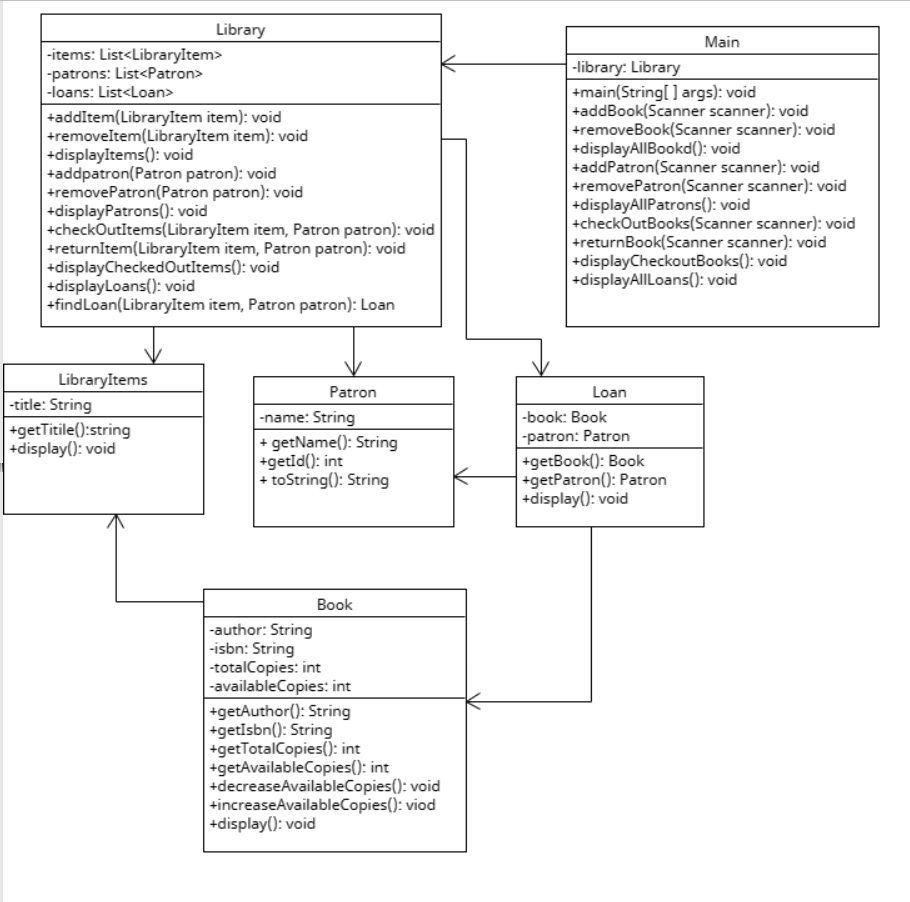 Library
-items: List<LibraryItem>
-patrons: List<Patron>
-loans: List<Loan>
+addItem(LibraryItem item): void
+removeItem(LibraryItem item): void
+displayItems(): void
+addpatron(Patron patron): void
+removePatron(Patron patron): void
+displayPatrons(): void
+checkOutItems(LibraryItem item, Patron patron): void
+returnItem(LibraryItem item, Patron patron): void
+displayCheckedOutItems(): void
+displayLoans(): void
+findLoan(LibraryItem item, Patron patron): Loan
Main
-library: Library
+main(String[ ] args): void
+addBook(Scanner scanner): void
+removeBook(Scanner scanner): void
+displayAllBookd(): void
+addPatron(Scanner scanner): void
+removePatron(Scanner scanner): void
+displayAllPatrons(): void
+checkOutBooks(Scanner scanner): void
+returnBook(Scanner scanner): void
+displayCheckoutBooks(): void
+displayAllLoans(): void
LibraryItems
-title: String
+getTitile():string
+display(): void
Patron
-name: String
+ getName(): String
+getId(): int
+ toString(): String
Loan
-book: Book
-patron: Patron
+getBook(): Book
+getPatron(): Patron
+display(): void
Book
-author: String
-isbn: String
-totalCopies: int
-availableCopies: int
+getAuthor(): String
+getIsbn(): String
+getTotalCopies(): int
+getAvailableCopies(): int
+decreaseAvailableCopies(): void
+increaseAvailableCopies(): viod
+display(): void